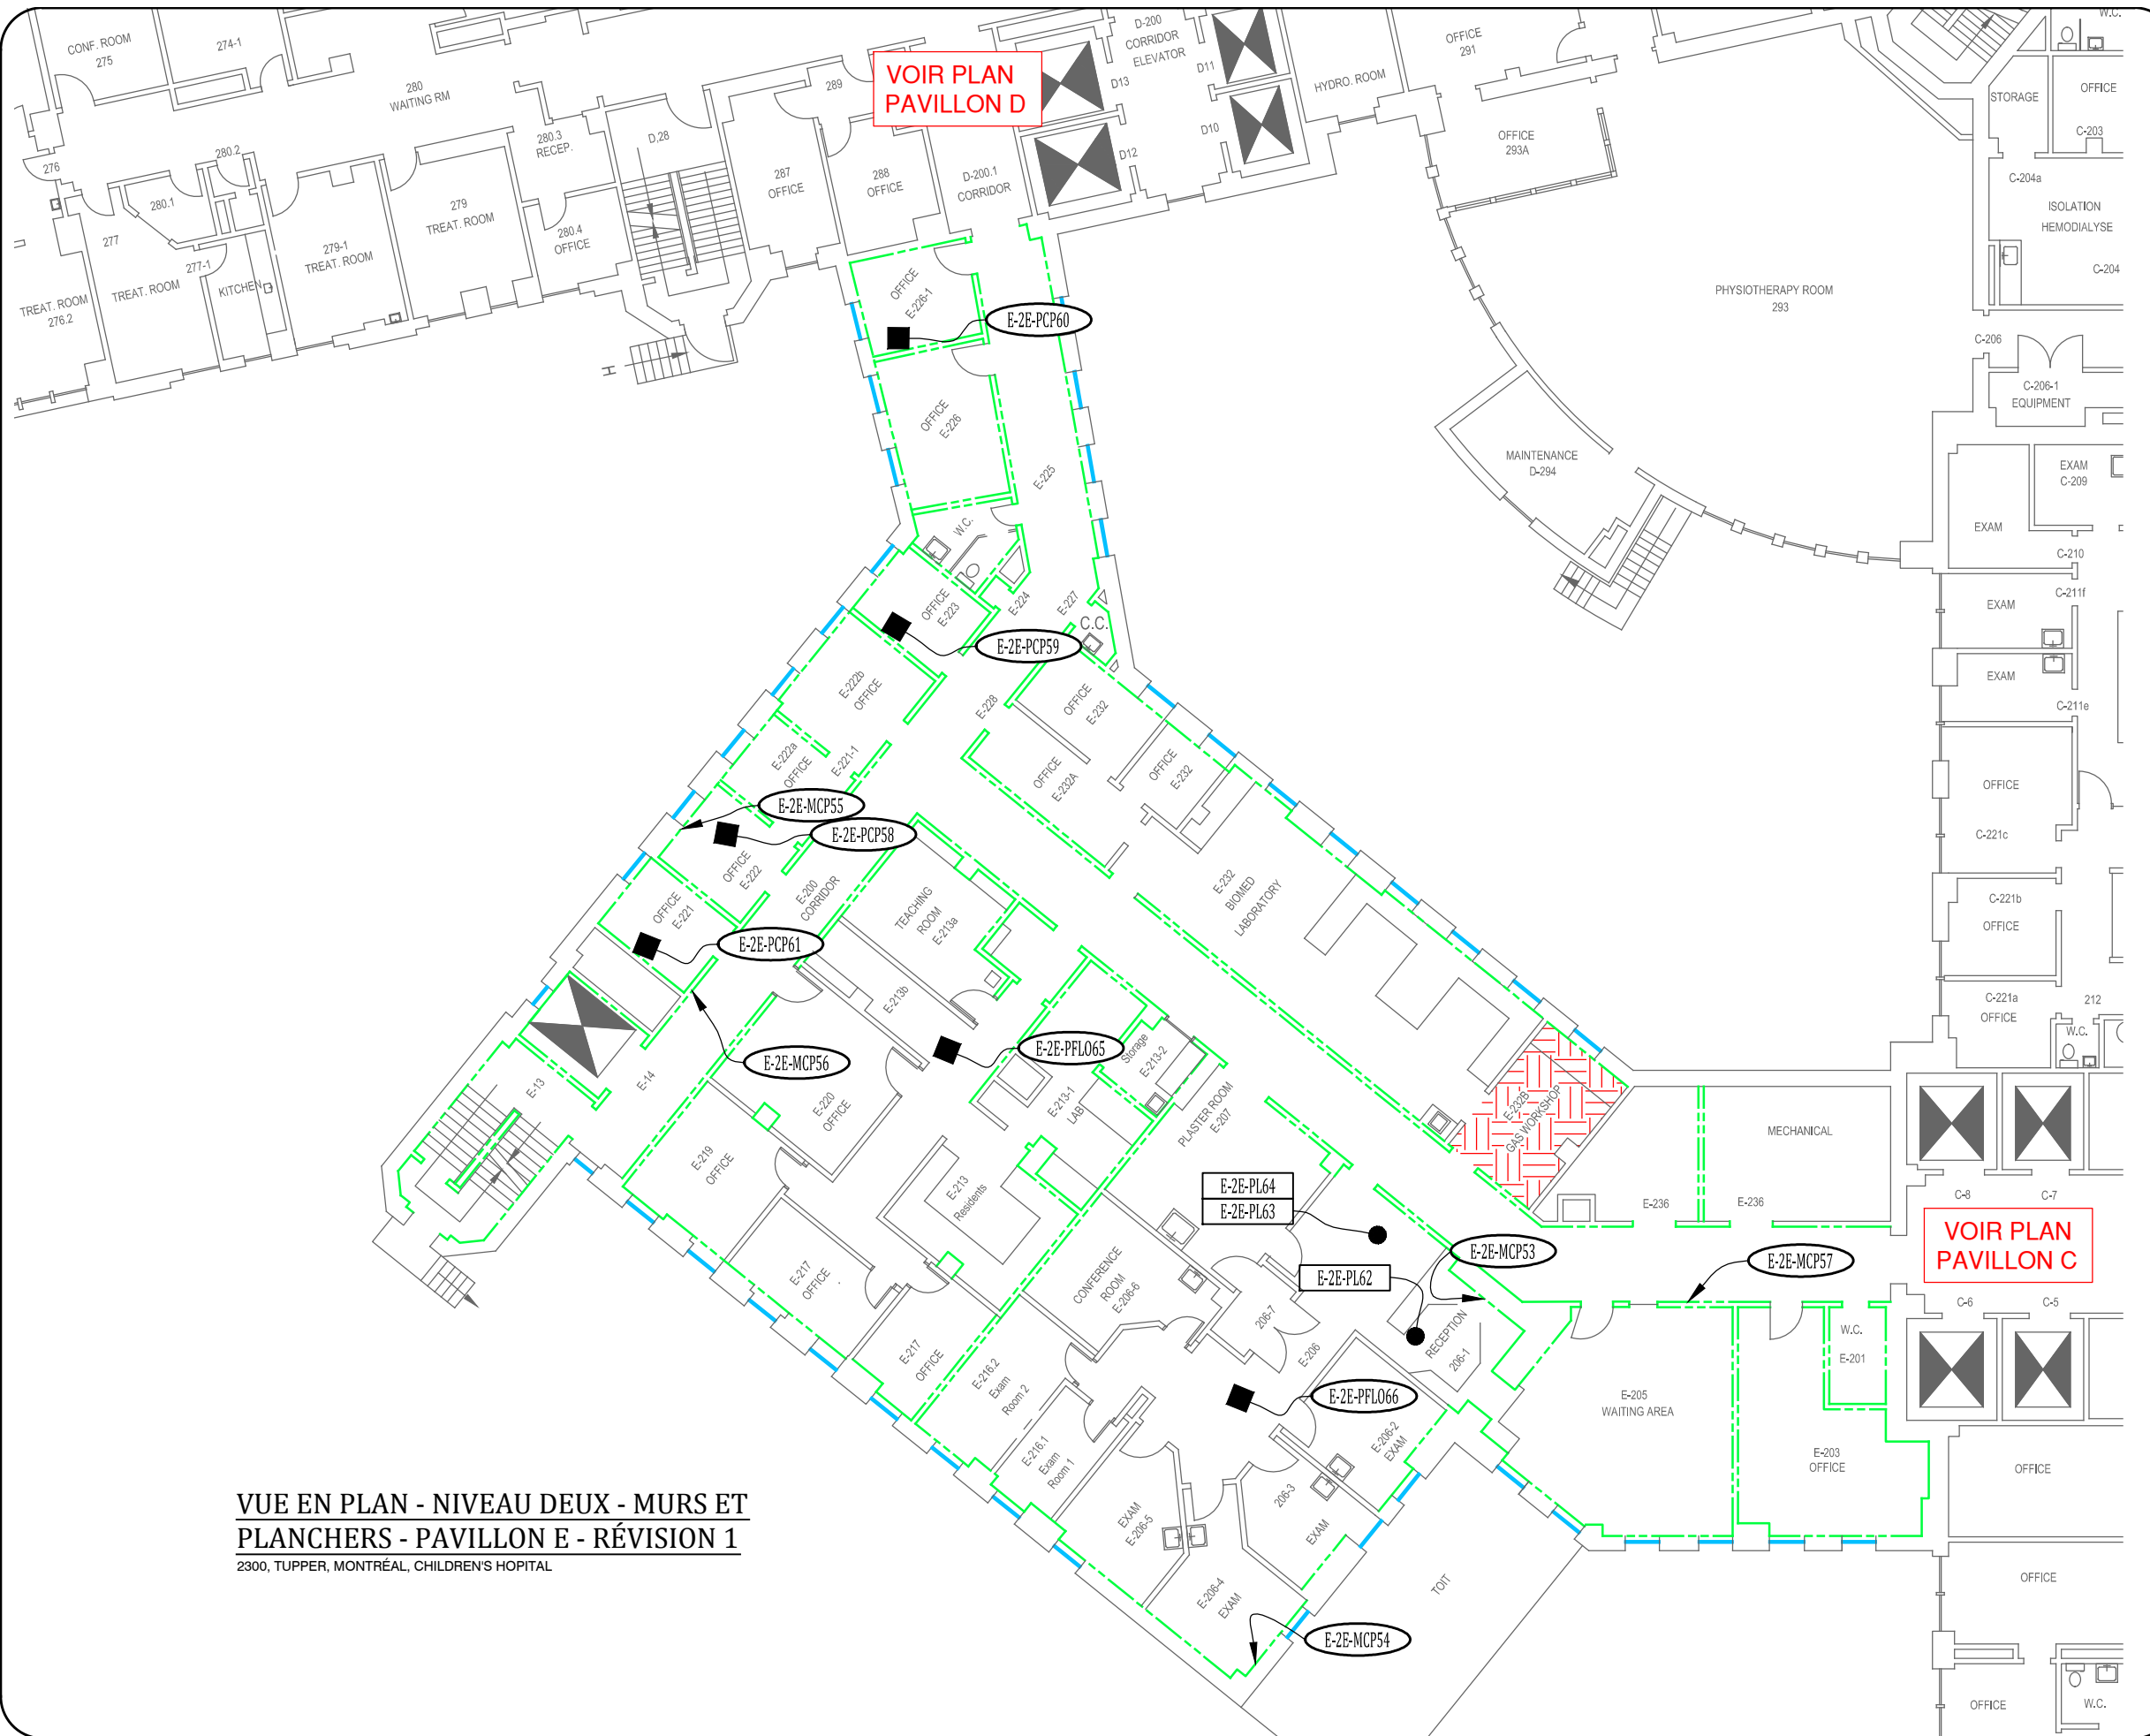 CONF. ROOM
275
274-1
280
WAITING RM
276
280.2
280.1
277
TREAT. ROOM
277-1
KITCHEN
TREAT. ROOM
276.2
279-1
TREAT. ROOM
279
TREAT. ROOM
280.3
RECEP.
280.4
OFFICE
D.28
H
287
OFFICE
289
288
OFFICE
D-200.1
CORRIDOR
VOIR PLAN
PAVILLON D
D-200
CORRIDOR
ELEVATOR
D13
D12
D11
D10
HYDRO. ROOM
OFFICE
291
OFFICE
293A
PHYSIOTHERAPY ROOM
293
MAINTENANCE
D-294
W.C.
STORAGE
OFFICE
C-203
C-204a
ISOLATION
HEMODIALYSE
C-204
C-206
C-206-1
EQUIPMENT
EXAM
C-209
EXAM
C-210
C-211f
EXAM
EXAM
C-211e
OFFICE
C-221c
C-221b
OFFICE
C-221a
OFFICE
212
W.C.
C-8
C-7
VOIR PLAN
PAVILLON C
C-6
C-5
OFFICE
OFFICE
OFFICE
W.C.
OFFICE
E-226-1
E-2E-PCP60
OFFICE
E-226
E-225
W.C.
OFFICE
E-223
E-224
E-227
C.C.
E-2E-PCP59
E-222b
OFFICE
E-228
OFFICE
E-232
OFFICE
E-232A
OFFICE
E-232
E-222a
OFFICE
E-221-1
E-2E-MCP55
E-2E-PCP58
OFFICE
E-222
E-200
CORRIDOR
OFFICE
E-221
E-2E-PCP61
TEACHING
ROOM
E-213a
E-213b
E-232
BIOMED
LABORATORY
E-2E-MCP56
E-2E-PFL065
E-13
E-14
E-220
OFFICE
E-219
OFFICE
E-213-1
LAB
Storage
E-213-2
PLASTER ROOM
E-207
E-232B
GAS WORKSHOP
MECHANICAL
E-236
E-236
E-213
Residents
E-217
OFFICE
E-217
OFFICE
CONFERENCE
ROOM
E-206-6
E-2E-PL64
E-2E-PL63
E-2E-PL62
E-2E-MCP53
E-2E-MCP57
206-7
E-206
RECEPTION
206-1
E-216.2
Exam
Room 2
E-216.1
Exam
Room 1
E-2E-PFL066
E-206-2
EXAM
E-205
WAITING AREA
W.C.
E-201
E-203
OFFICE
EXAM
E-206-5
206-3
EXAM
E-206-4
EXAM
TOIT
E-2E-MCP54
VUE EN PLAN - NIVEAU DEUX - MURS ET
PLANCHERS - PAVILLON E - RÉVISION 1
2300, TUPPER, MONTRÉAL, CHILDREN'S HOPITAL